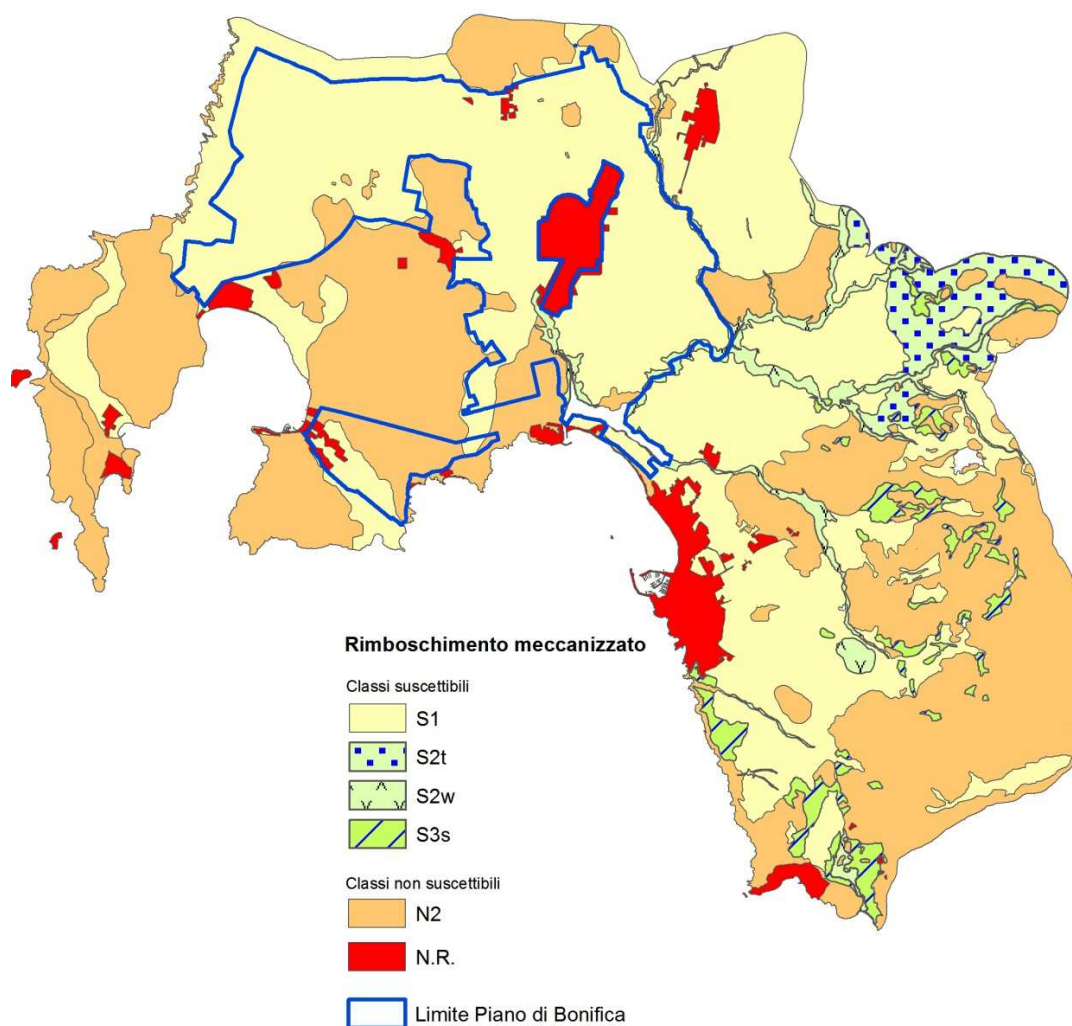 Rimboschimento meccanizzato
Classi suscettibili
S1
S2t
S2w
S3s
Classi non suscettibili
N2
N.R.
Limite Piano di Bonifica